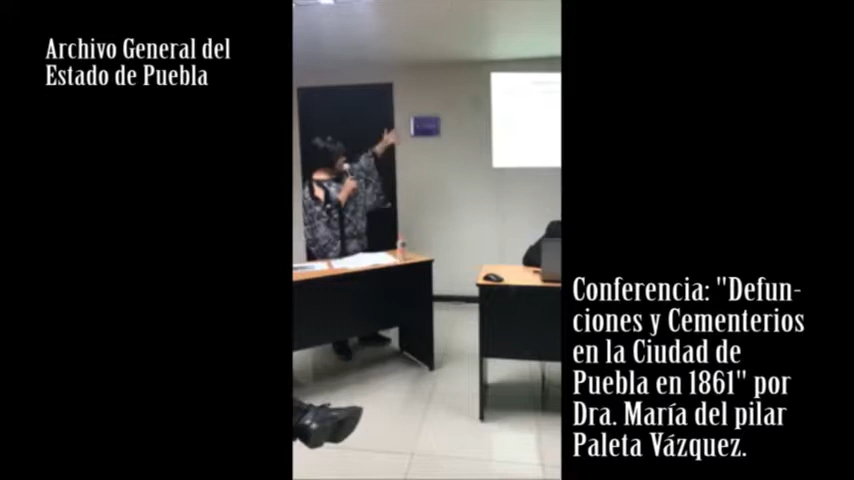 Archivo General del
Estado de Puebla
Conferencia: "Defun-
ciones y Cementerios
en la Ciudad de
Puebla en 1861" por
Dra. María del pilar
Paleta Vázquez.